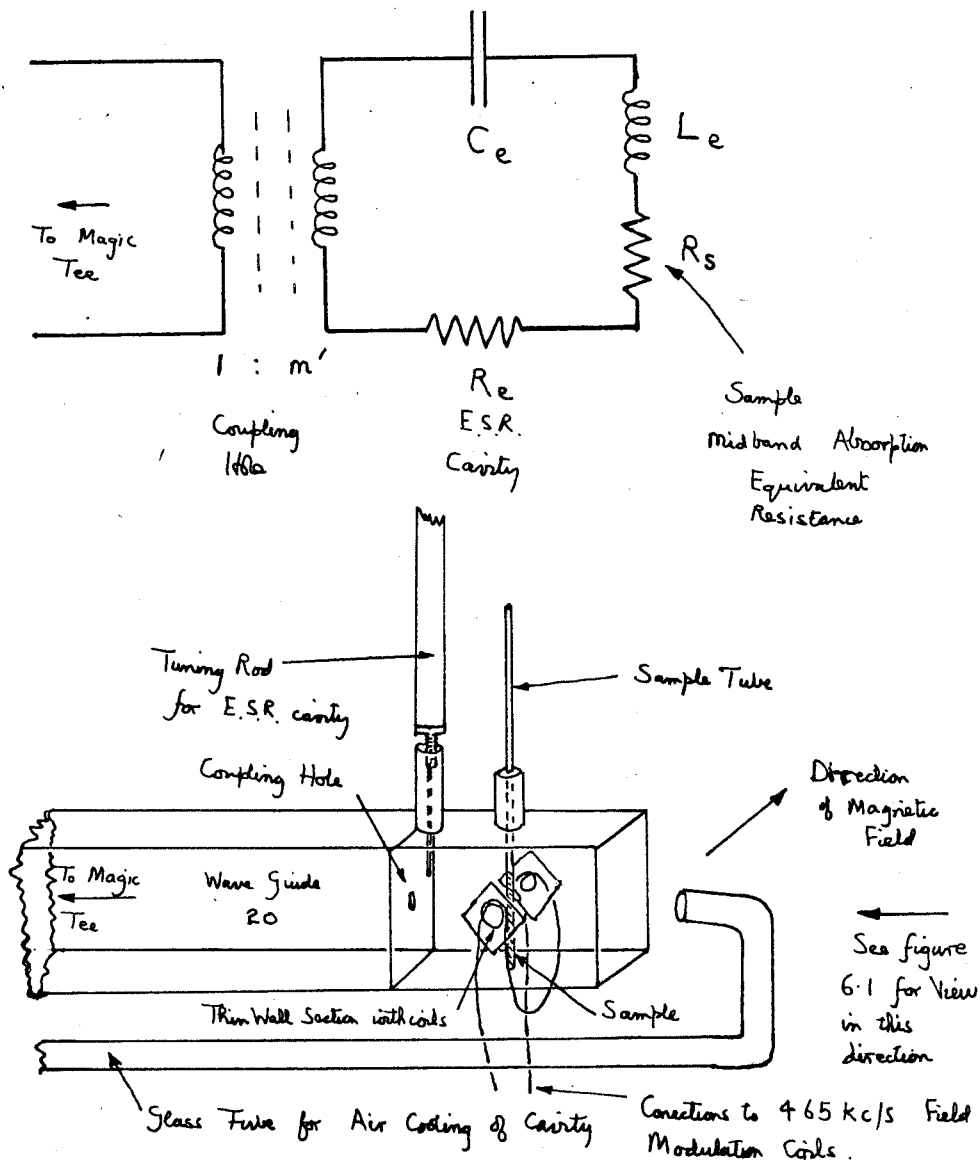 C e
L e
To Magic
Tee
R s
1 : m'
Coupling
Hole
R e
E.S.R.
Cavity
Sample
Midband Absorption
Equivalent
Resistance
Tuning Rod
for E.S.R. cavity
Sample Tube
Coupling Hole
Direction
of Magnetic
Field
To Magic
Tee
Wave Guide
20
See figure
6.1 for View
in this
direction
Thin Wall Section with coils
Sample
Glass Tube for Air Cooling of Cavity
Conections to 465 Kc/s Field
Modulation Coils.